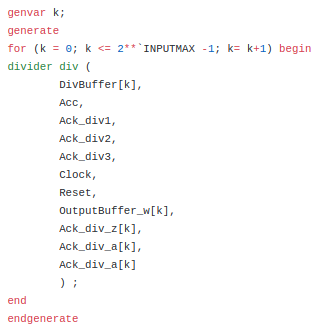 genvar k;
generate
for (k = 0; k <= 2**`INPUTMAX -1; k= k+1) begin
divider div (
DivBuffer[k],
Acc,
Ack_div1,
Ack_div2,
Ack_div3,
Clock,
Reset,
OutputBuffer_w[k],
Ack_div_z[k],
Ack_div_a[k],
Ack_div_a[k]
) ;
end
endgenerate